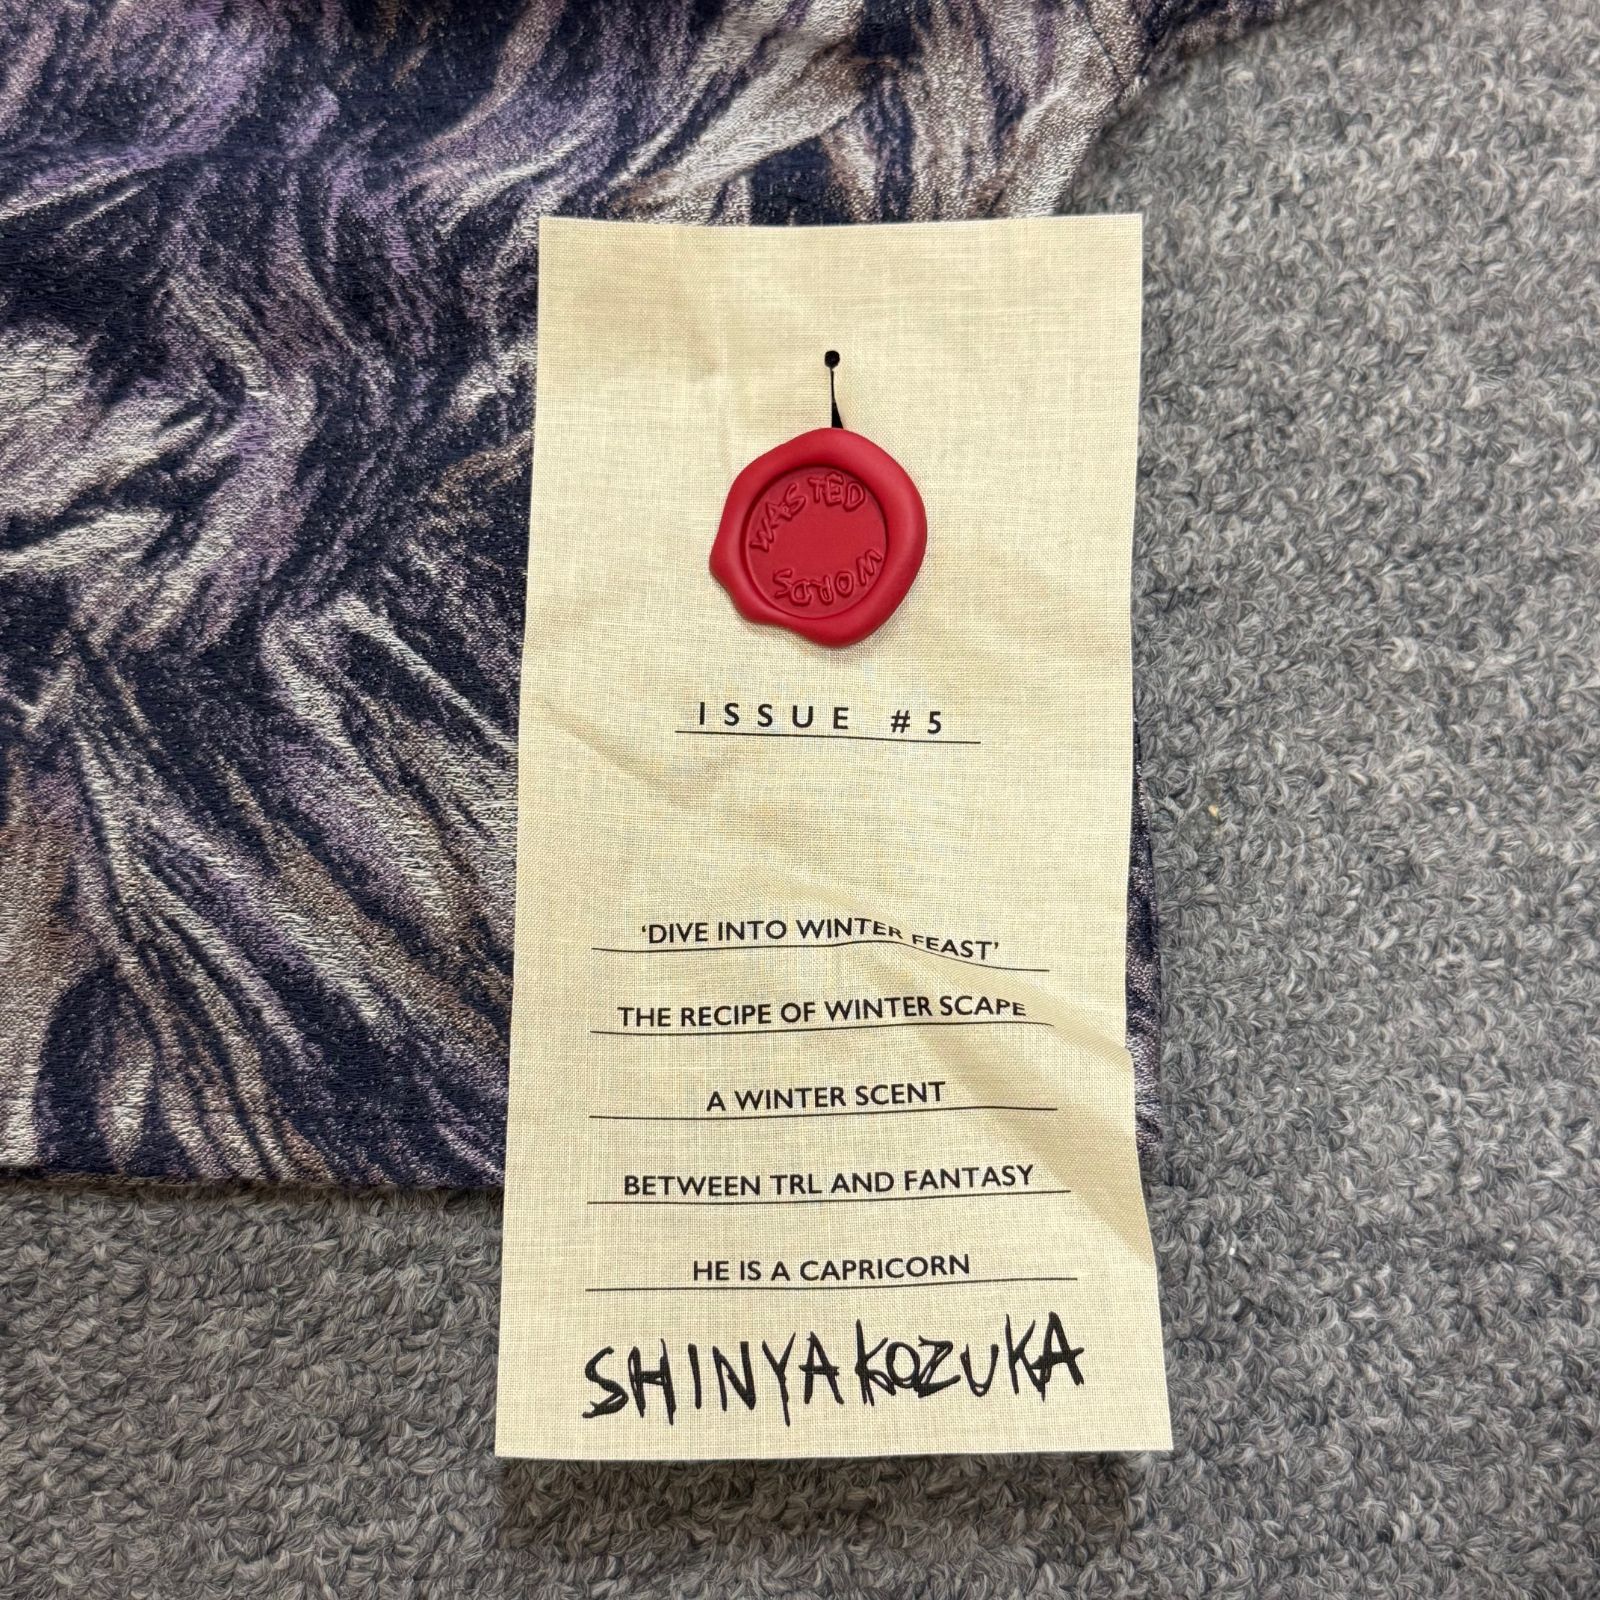 WASTED
WORDS
ISSUE #5
‘DIVE INTO WINTER FEAST’
THE RECIPE OF WINTER SCAPE
A WINTER SCENT
BETWEEN TRL AND FANTASY
HE IS A CAPRICORN
SHINYAKOZUKA